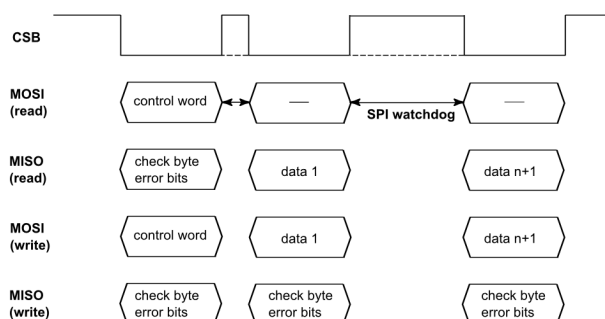 CSB
MOSI
(read)
control word
SPI watchdog
MISO
(read)
check byte
error bits
data 1
data n+1
MOSI
(write)
control word
data 1
data n+1
MISO
(write)
check byte
error bits
check byte
error bits
check byte
error bits